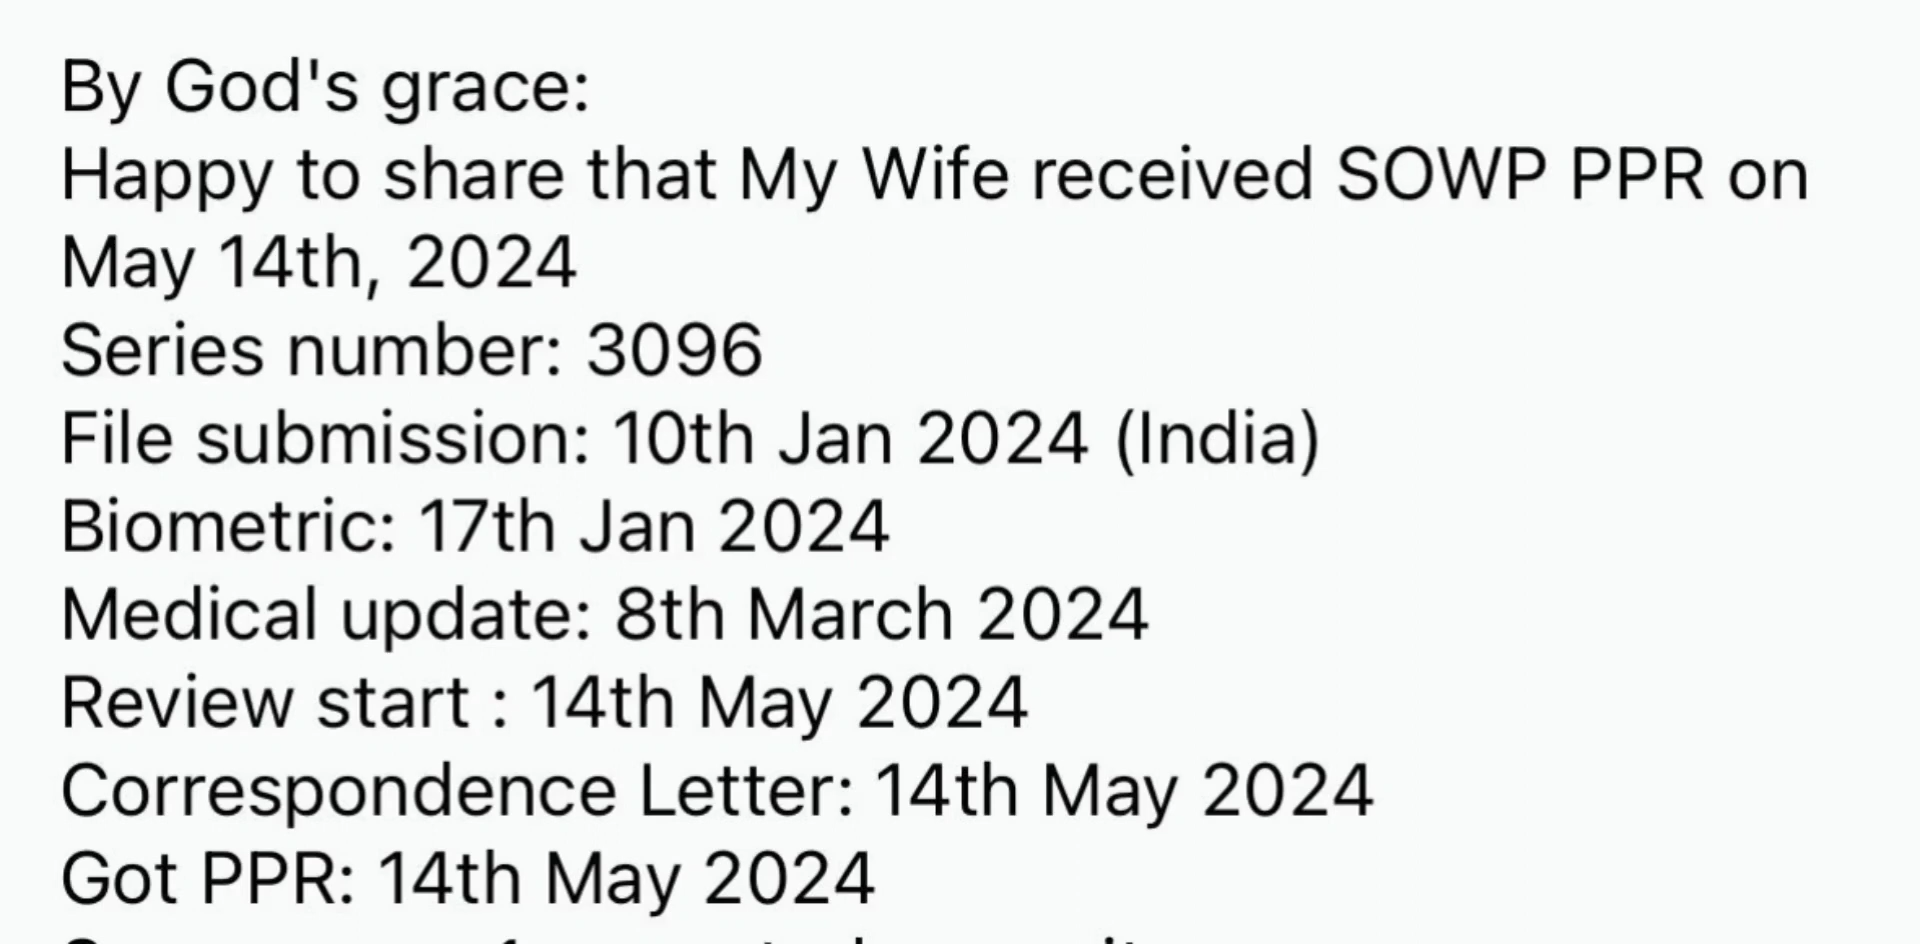 By God's grace:
Happy to share that My Wife received SOWP PPR on
May 14th, 2024
Series number: 3096
File submission: 10th Jan 2024 (India)
Biometric: 17th Jan 2024
Medical update: 8th March 2024
Review start : 14th May 2024
Correspondence Letter: 14th May 2024
Got PPR: 14th May 2024